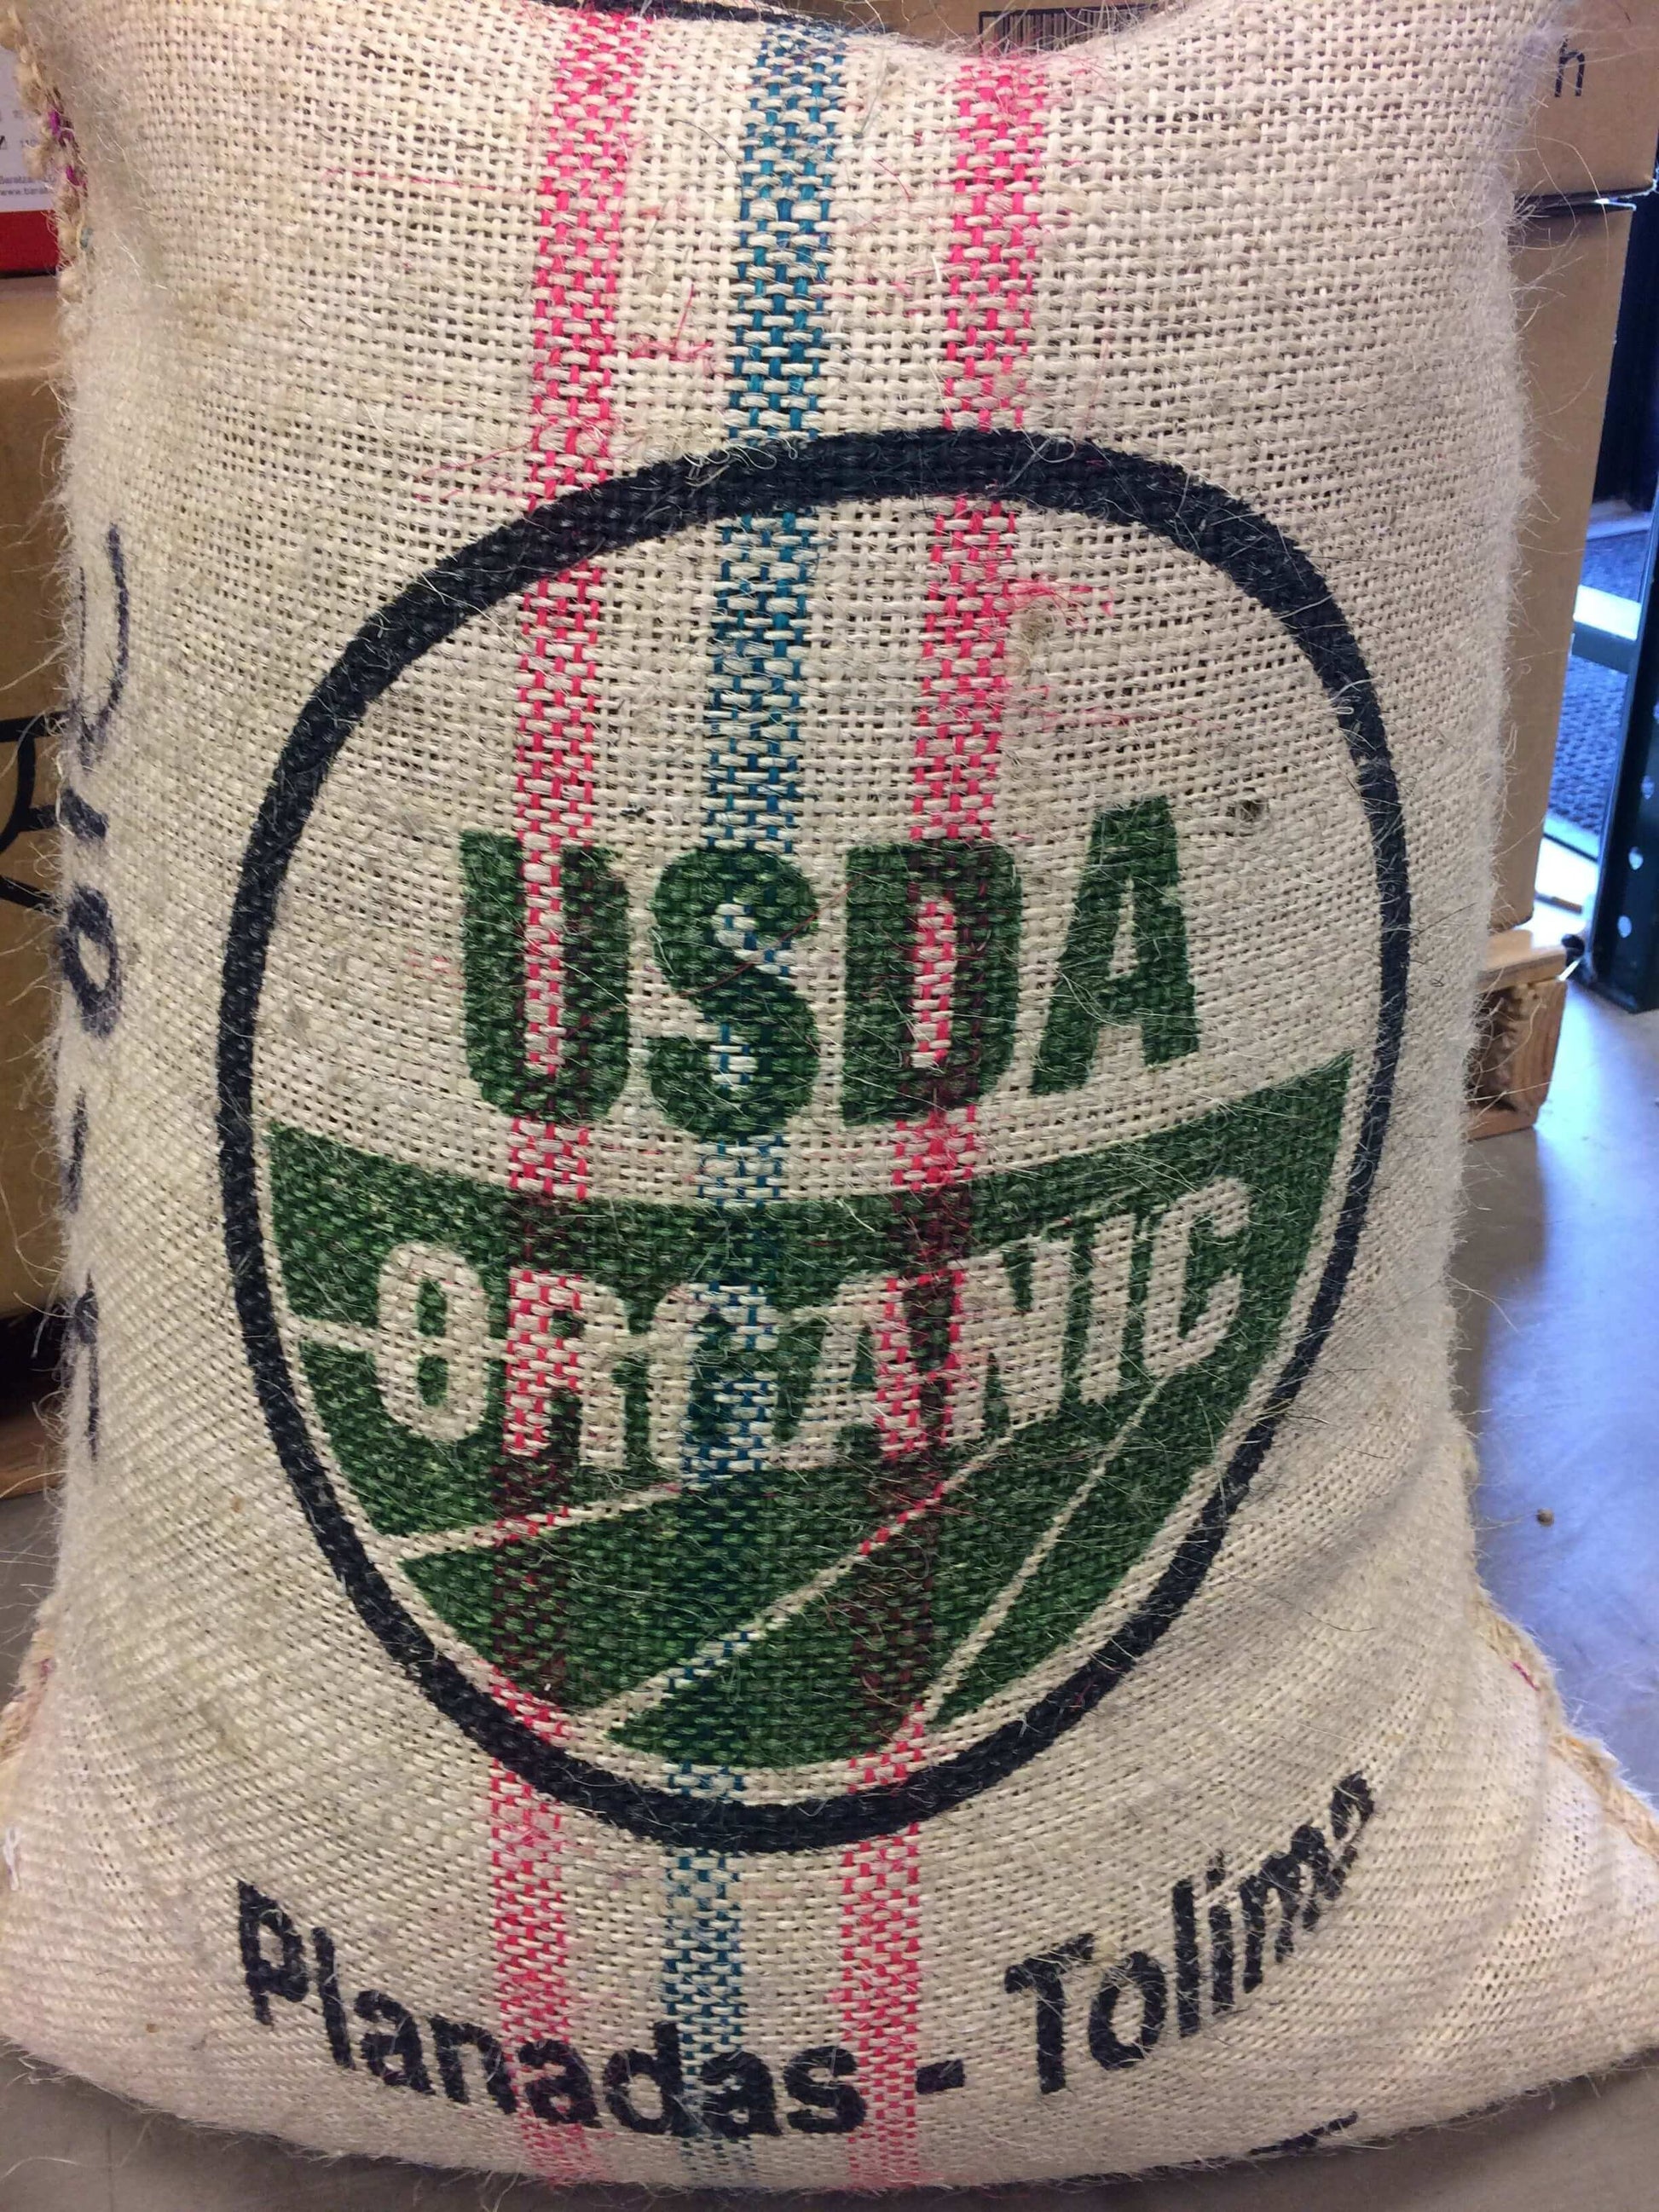 USDA
ORGANIC
Planadas - Tolima